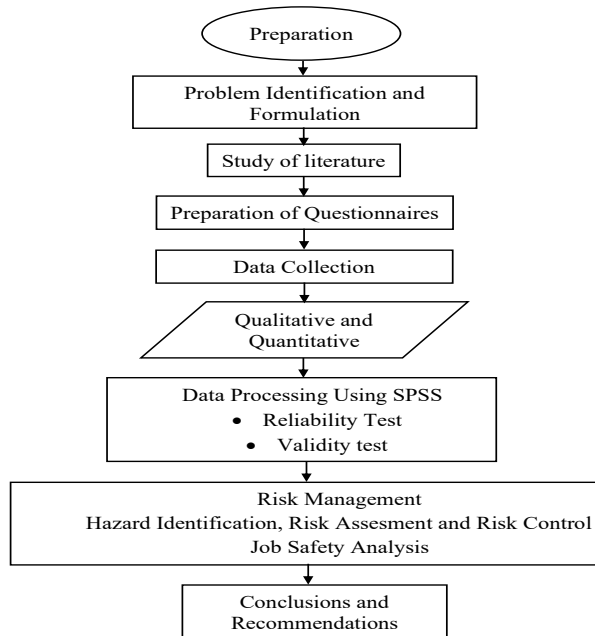 Preparation
Problem Identification and
Formulation
Study of literature
Preparation of Questionnaires
Data Collection
Qualitative and
Quantitative
Data Processing Using SPSS
• Reliability Test
• Validity test
Risk Management
Hazard Identification, Risk Assesment and Risk Control
Job Safety Analysis
Conclusions and
Recommendations